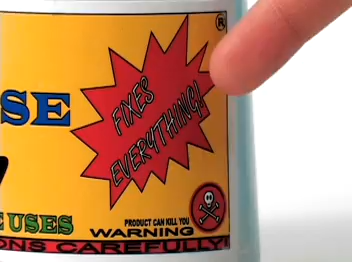 ®
SE
FIXES
EVERYTHING!
E USES
PRODUCT CAN KILL YOU
WARNING
ONS CAREFULLY!